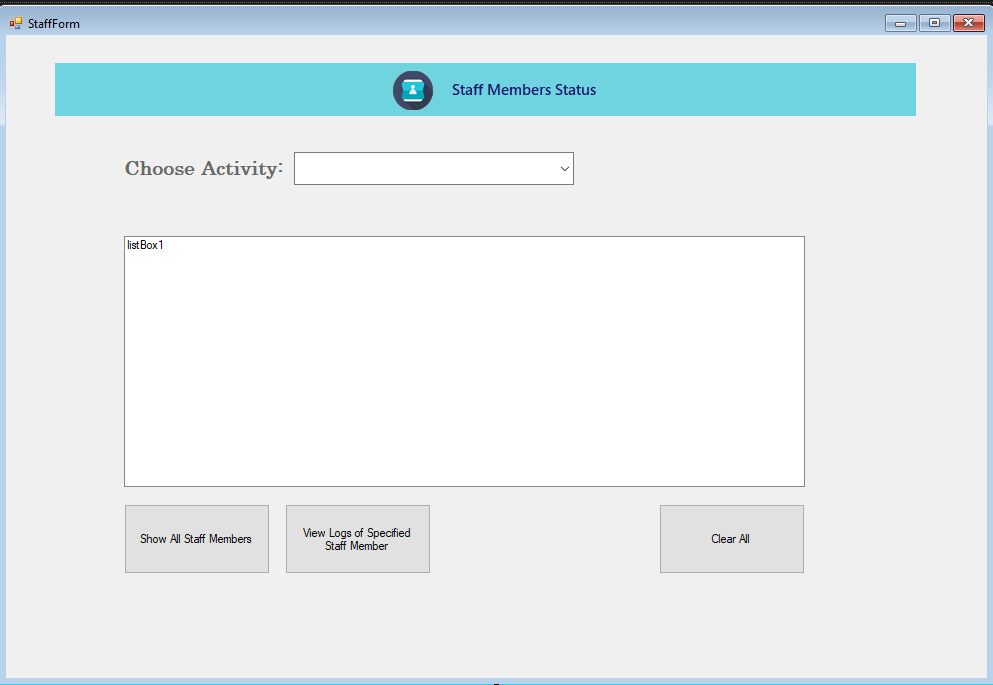 StaffForm
Staff Members Status
Choose Activity:
listBox1
Show All Staff Members
View Logs of Specified
Staff Member
Clear All